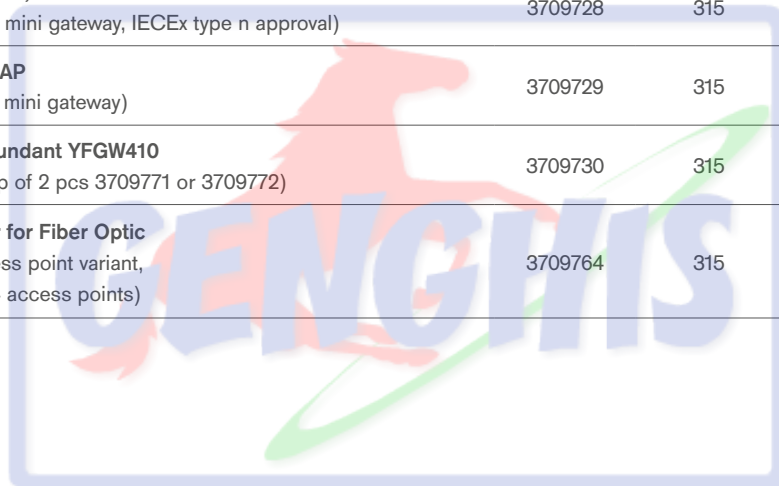 mini gateway, IECEx type n approval) 3709728 315
AP
mini gateway) 3709729 315
undant YFGW410
p of 2 pcs 3709771 or 3709772) 3709730 315
for Fiber Optic
ess point variant, 3709764 315
access points)
GENGHIS